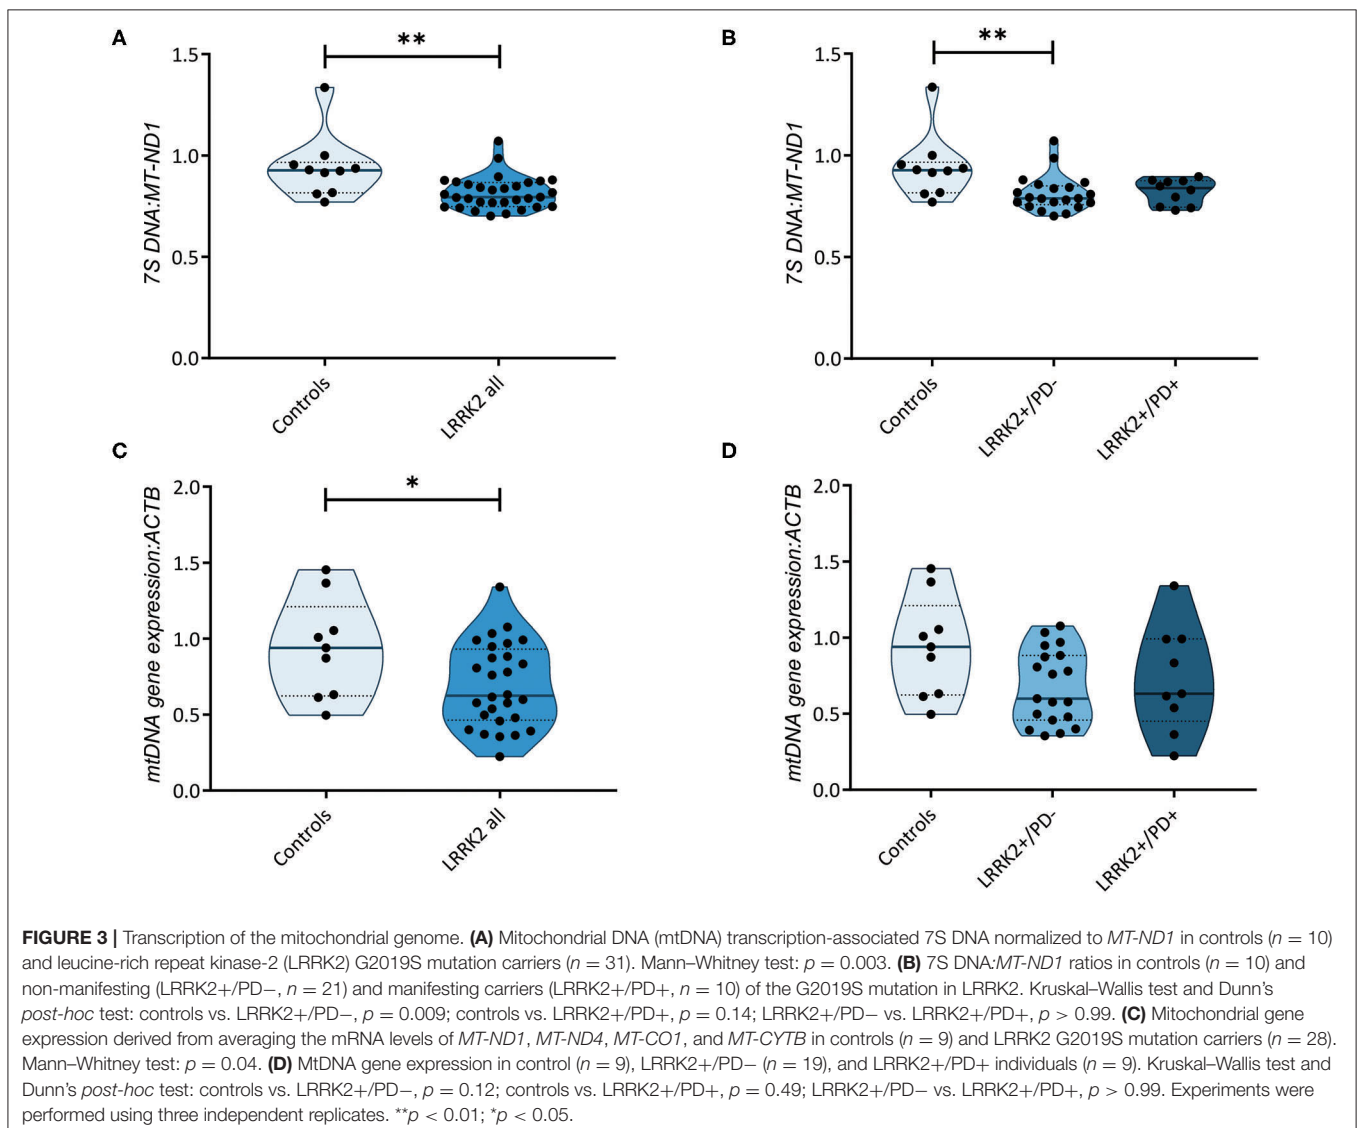 A
**
1.5
1.0
0.5
0.0
7S DNA:MT-ND1
Controls
LRRK2 all
B
**
1.5
1.0
0.5
0.0
7S DNA:MT-ND1
Controls
LRRK2+/PD-
LRRK2+/PD+
C
*
2.0
1.5
1.0
0.5
0.0
mtDNA gene expression:ACTB
Controls
LRRK2 all
D
2.0
1.5
1.0
0.5
0.0
mtDNA gene expression:ACTB
Controls
LRRK2+/PD-
LRRK2+/PD+
FIGURE 3 | Transcription of the mitochondrial genome. (A) Mitochondrial DNA (mtDNA) transcription-associated 7S DNA normalized to MT-ND1 in controls (n = 10)
and leucine-rich repeat kinase-2 (LRRK2) G2019S mutation carriers (n = 31). Mann–Whitney test: p = 0.003. (B) 7S DNA:MT-ND1 ratios in controls (n = 10) and
non-manifesting (LRRK2+/PD−, n = 21) and manifesting carriers (LRRK2+/PD+, n = 10) of the G2019S mutation in LRRK2. Kruskal–Wallis test and Dunn's
post-hoc test: controls vs. LRRK2+/PD−, p = 0.009; controls vs. LRRK2+/PD+, p = 0.14; LRRK2+/PD− vs. LRRK2+/PD+, p > 0.99. (C) Mitochondrial gene
expression derived from averaging the mRNA levels of MT-ND1, MT-ND4, MT-CO1, and MT-CYTB in controls (n = 9) and LRRK2 G2019S mutation carriers (n = 28).
Mann–Whitney test: p = 0.04. (D) MtDNA gene expression in control (n = 9), LRRK2+/PD− (n = 19), and LRRK2+/PD+ individuals (n = 9). Kruskal–Wallis test and
Dunn's post-hoc test: controls vs. LRRK2+/PD−, p = 0.12; controls vs. LRRK2+/PD+, p = 0.49; LRRK2+/PD− vs. LRRK2+/PD+, p > 0.99. Experiments were
performed using three independent replicates. **p < 0.01; *p < 0.05.